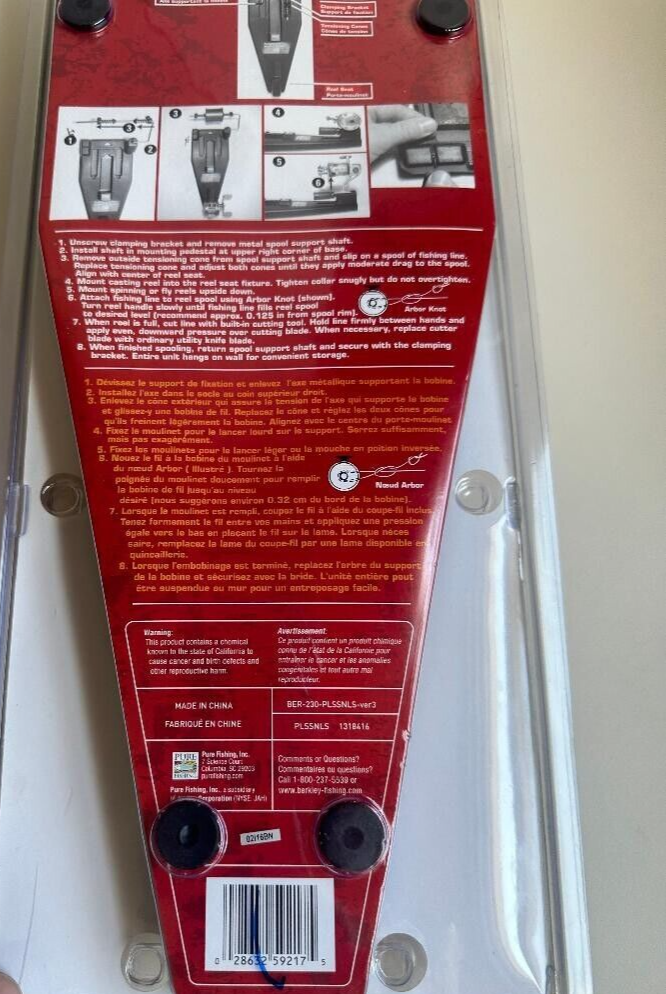 Clamping Bracket
Support de fixation
Tensioning Cones
Cônes de tension
Reel Seat
Porte-moulinet
1
2
3
3
4
5
6
1. Unscrew clamping bracket and remove metal spool support shaft.
2. Install shaft in mounting pedestal at upper right corner of base.
3. Remove outside tensioning cone from spool support shaft and slip on a spool of fishing line.
Replace tensioning cone and adjust both cones until they apply moderate drag to the spool.
Align with center of reel seat.
4. Mount casting reel into the reel seat fixture. Tighten collar snugly but do not overtighten.
5. Mount spinning or fly reels upside down.
6. Attach fishing line to reel spool using Arbor Knot (shown).
Turn reel handle slowly until fishing line fills reel spool
to desired level (recommend approx. 0.125 in from spool rim).
Arbor Knot
7. When reel is full, cut line with built-in cutting tool. Hold line firmly between hands and
apply even, downward pressure over cutting blade. When necessary, replace cutter
blade with ordinary utility knife blade.
8. When finished spooling, return spool support shaft and secure with the clamping
bracket. Entire unit hangs on wall for convenient storage.
1. Dévissez le support de fixation et enlevez l'axe métallique supportant la bobine.
2. Installez l'axe dans le socle au coin supérieur droit.
3. Enlevez le cône extérieur qui assure la tension de l'axe qui supporte la bobine
et glissez-y une bobine de fil. Replacez le cône et réglez les deux cônes pour
qu'ils freinent légèrement la bobine. Alignez avec le centre du porte-moulinet
4. Fixez le moulinet pour le lancer lourd sur le support. Serrez suffisamment,
mais pas exagérément.
5. Fixez les moulinets pour le lancer léger ou la mouche en poition inversée.
6. Nouez le fil à la bobine du moulinet à l'aide
du nœud Arbor ( Illustré ). Tournez la
poignée du moulinet doucement pour remplir
la bobine de fil jusqu'au niveau
désiré (nous suggérons environ 0.32 cm du bord de la bobine).
Nœud Arbor
7. Lorsque le moulinet est rempli, coupez le fil à l'aide du coupe-fil inclus
Tenez fermement le fil entre vos mains et appliquez une pression
égale vers le bas en plaçant le fil sur la lame. Lorsque néces
saire, remplacez la lame du coupe-fil par une lame disponible en
quincaillerie.
8. Lorsque l'embobinage est terminé, replacez l'arbre du support
de la bobine et sécurisez avec la bride. L'unité entière peut
être suspendue au mur pour un entreposage facile.
Warning:
This product contains a chemical
known to the state of California to
cause cancer and birth defects and
other reproductive harm.
Avertissement:
Ce produit contient un produit chimique
connu de l'état de la Californie pour
entraîner le cancer et les anomalies
congénitales et tout autre mal
reproducteur.
MADE IN CHINA
FABRIQUÉ EN CHINE
BER-230-PLSSNLS-ver3
PLSSNLS 1318416
PURE
FISHING
Pure Fishing, Inc.
7 Science Court
Columbia, SC 29203
purefishing.com
Pure Fishing, Inc., a subsidiary
of Corporation (NYSE: JAH)
Comments or Questions?
Commentaires ou questions?
Call 1-800-237-5539 or
www.berkley-fishing.com
02I16BN
0 28632 59217 5